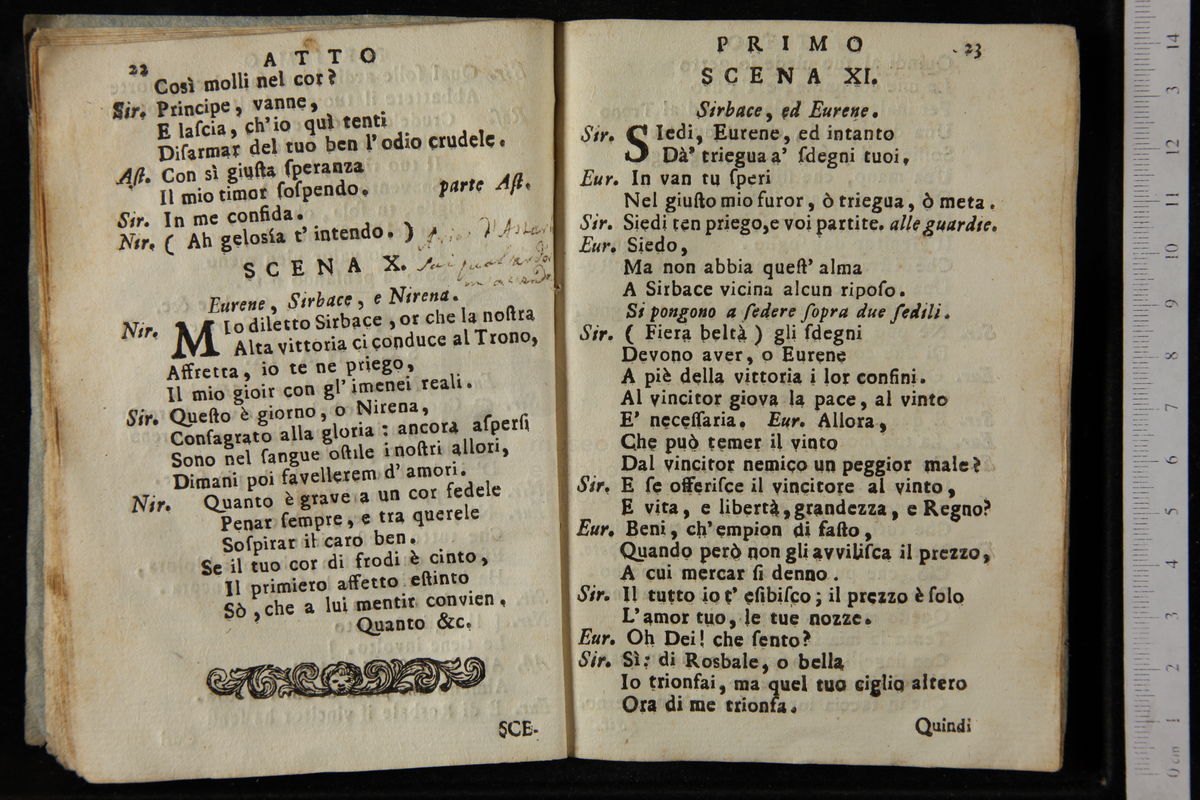 22
ATTO
Così molli nel cor?
Sir. Principe, vanne,
E laſcia, ch'io quì tenti
Diſarmar del tuo ben l'odio crudele.
Aſt. Con sì giuſta ſperanza
Il mio timor ſoſpendo. parte Aſt.
Sir. In me confida.
Nir. ( Ah gelosía t'intendo. )
SCENA X.
Eurene, Sirbace, e Nirena.
Nir. MIo diletto Sirbace, or che la noſtra
Alta vittoria ci conduce al Trono,
Affretta, io te ne priego,
Il mio gioir con gl'imenei reali.
Sir. Queſto è giorno, o Nirena,
Conſagrato alla gloria: ancora aſperſi
Sono nel ſangue oſtile i noſtri allori,
Dimani poi favellerem d'amori.
Nir. Quanto è grave a un cor fedele
Penar ſempre, e tra querele
Soſpirar il caro ben.
Se il tuo cor di frodi è cinto,
Il primiero affetto eſtinto
Sò, che a lui mentir convien.
Quanto &c.
SCE-
PRIMO
23
SCENA XI.
Sirbace, ed Eurene.
Sir. SIedi, Eurene, ed intanto
Dà' triegua a' ſdegni tuoi.
Eur. In van tu ſperi
Nel giuſto mio furor, ò triegua, ò meta.
Sir. Siedi ten priego, e voi partite. alle guardie.
Eur. Siedo,
Ma non abbia queſt' alma
A Sirbace vicina alcun ripoſo.
Si pongono a ſedere ſopra due ſedili.
Sir. ( Fiera beltà ) gli ſdegni
Devono aver, o Eurene
A piè della vittoria i lor confini.
Al vincitor giova la pace, al vinto
E' neceſſaria. Eur. Allora,
Che può temer il vinto
Dal vincitor nemico un peggior male?
Sir. E ſe offeriſce il vincitore al vinto,
E vita, e libertà, grandezza, e Regno?
Eur. Beni, ch'empion di faſto,
Quando però non gli avviliſca il prezzo,
A cui mercar ſi denno.
Sir. Il tutto io t' eſibiſco; il prezzo è ſolo
L'amor tuo, le tue nozze.
Eur. Oh Dei! che ſento?
Sir. Sì: di Rosbale, o bella
Io trionfai, ma quel tuo ciglio altero
Ora di me trionfa.
Quindi